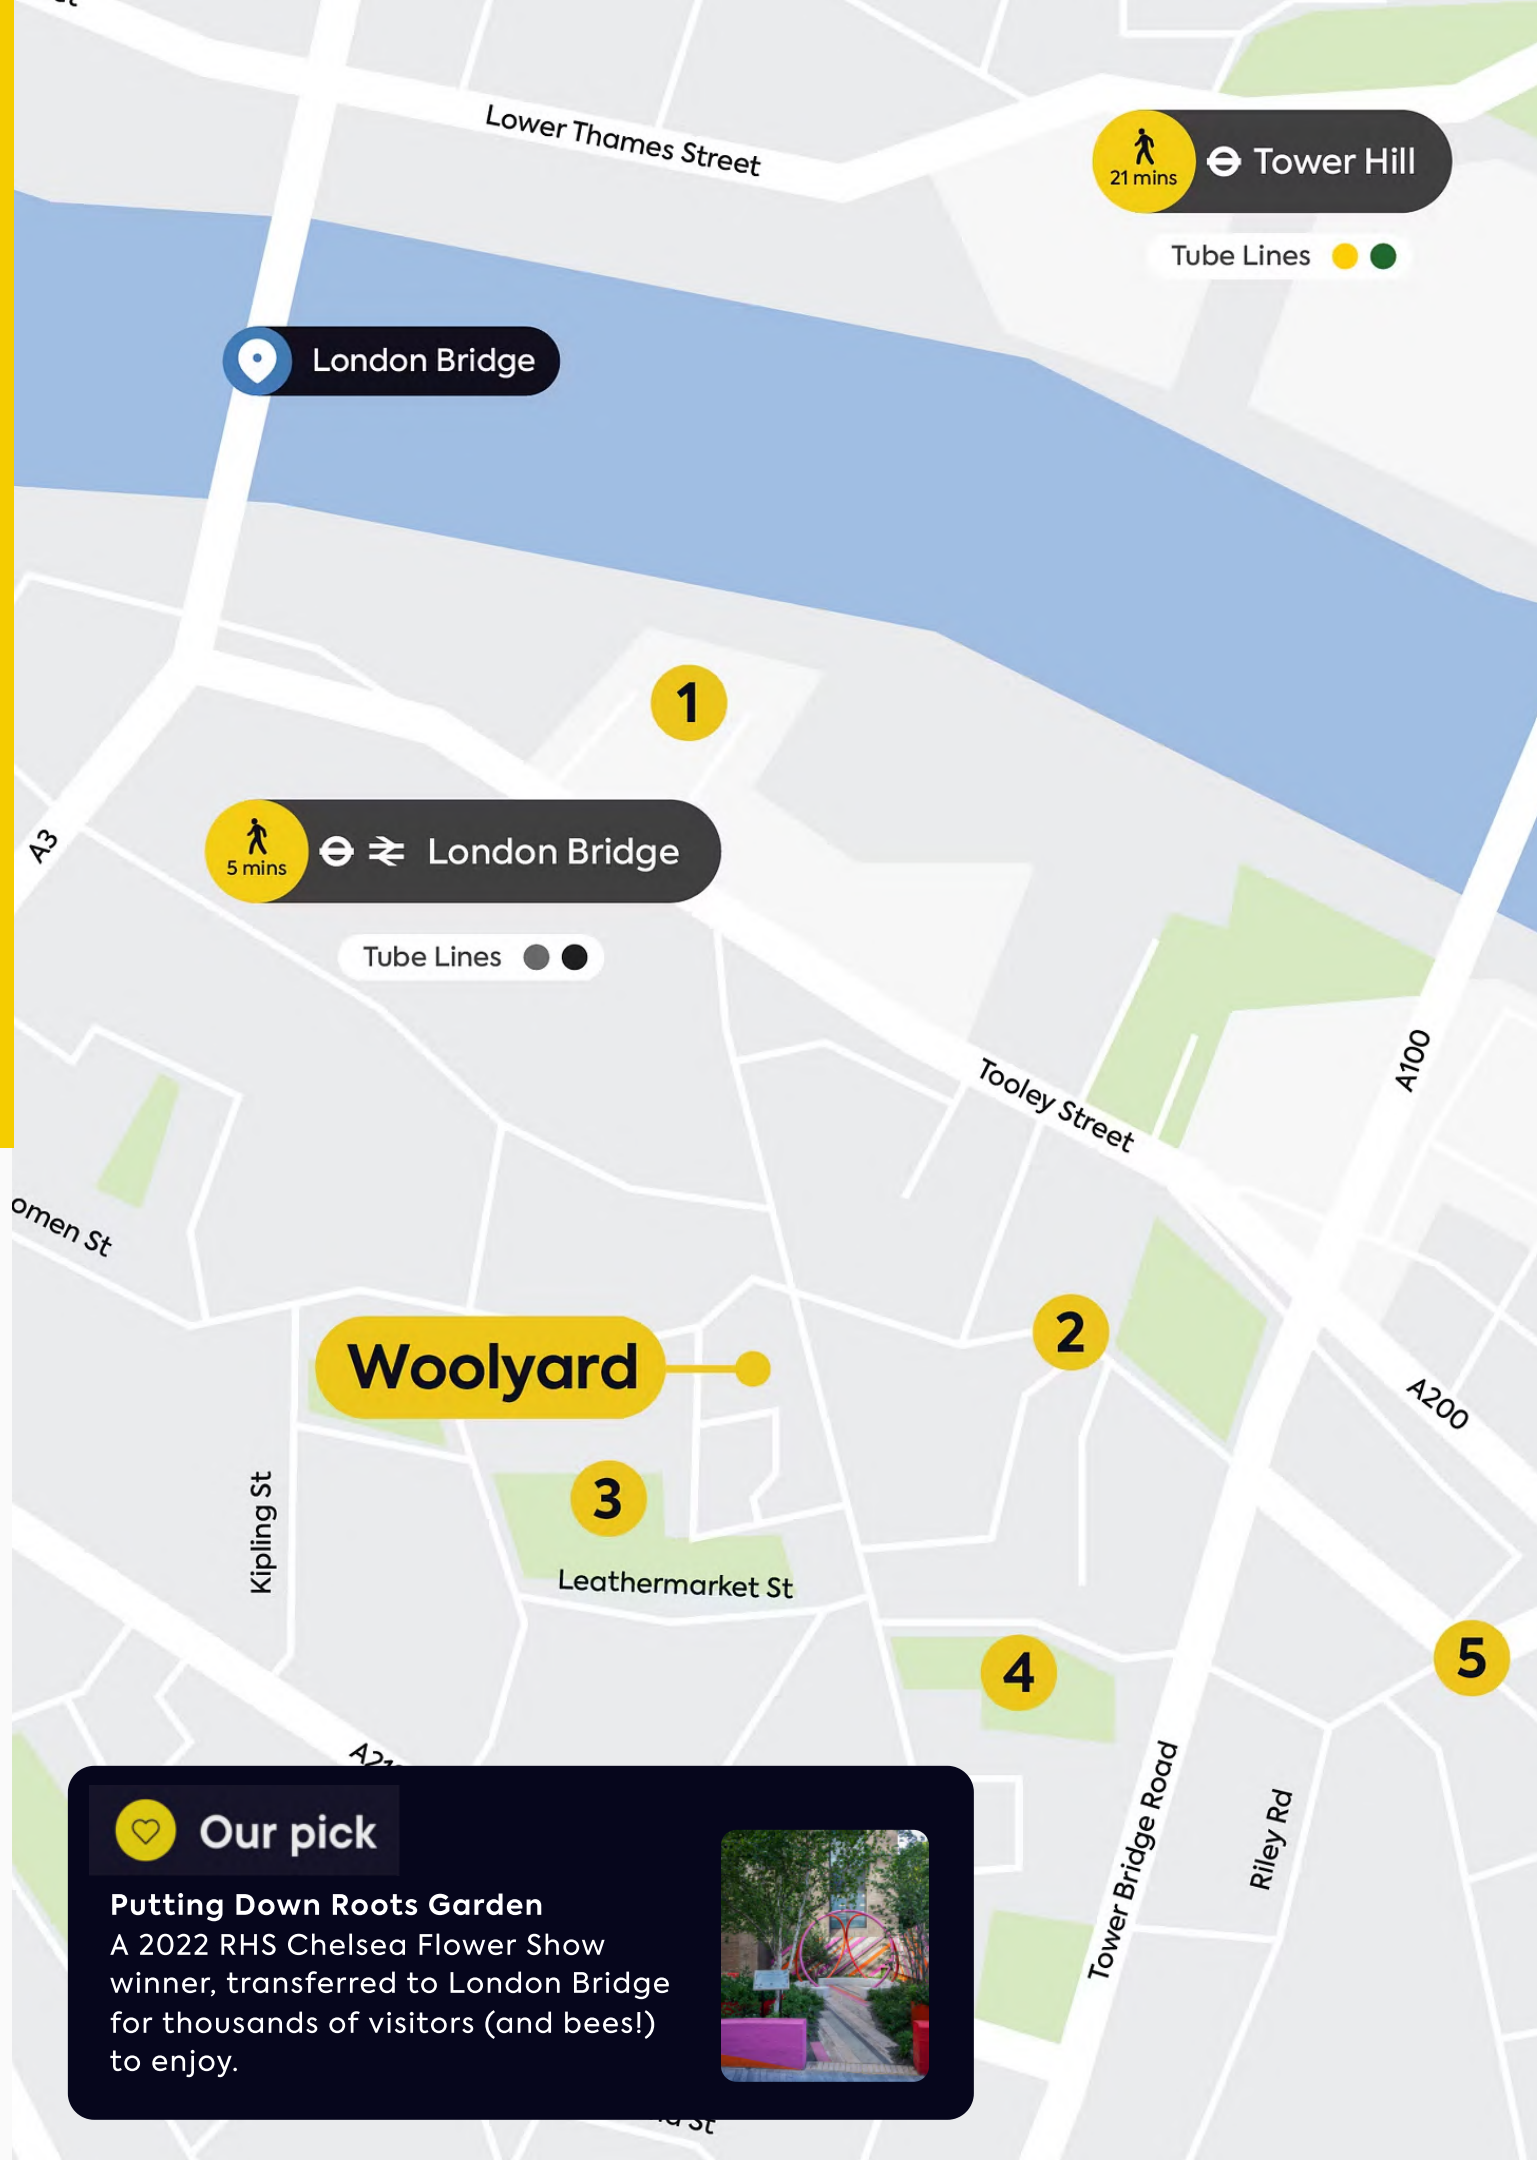 Lower Thames Street
21 mins
Tower Hill
Tube Lines
London Bridge
1
A3
5 mins
London Bridge
Tube Lines
A100
Tooley Street
St
2
Woolyard
A200
Kipling St
3
Leathermarket St
4
5
Tower Bridge Road
Riley Rd
Our pick
Putting Down Roots Garden
A 2022 RHS Chelsea Flower Show
winner, transferred to London Bridge
for thousands of visitors (and bees!)
to enjoy.
St